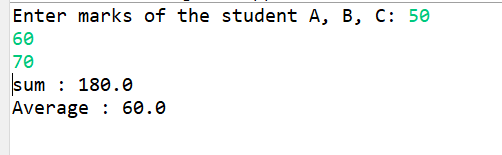 Enter marks of the student A, B, C: 50
60
70
sum : 180.0
Average : 60.0